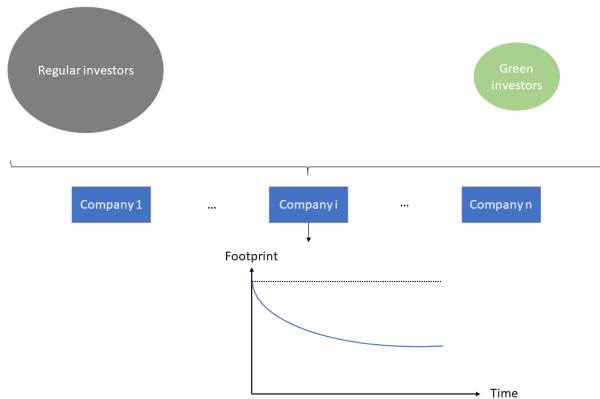 Regular investors
Green
investors
Company 1
...
Company i
...
Company n
Footprint
Time